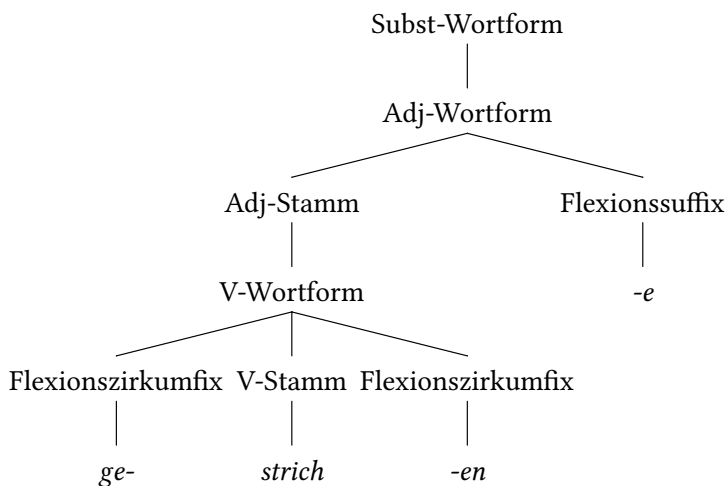 Subst-Wortform
Adj-Wortform
Adj-Stamm Flexionssuffix
V-Wortform -e
Flexionszirkumfix V-Stamm Flexionszirkumfix
ge- strich -en